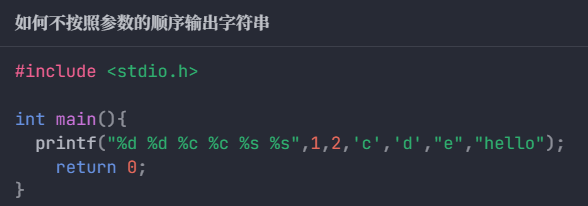 如何不按照参数的顺序输出字符串
#include <stdio.h>
int main(){
printf("%d %d %c %c %s %s",1,2,'c','d',"e","hello");
return 0;
}